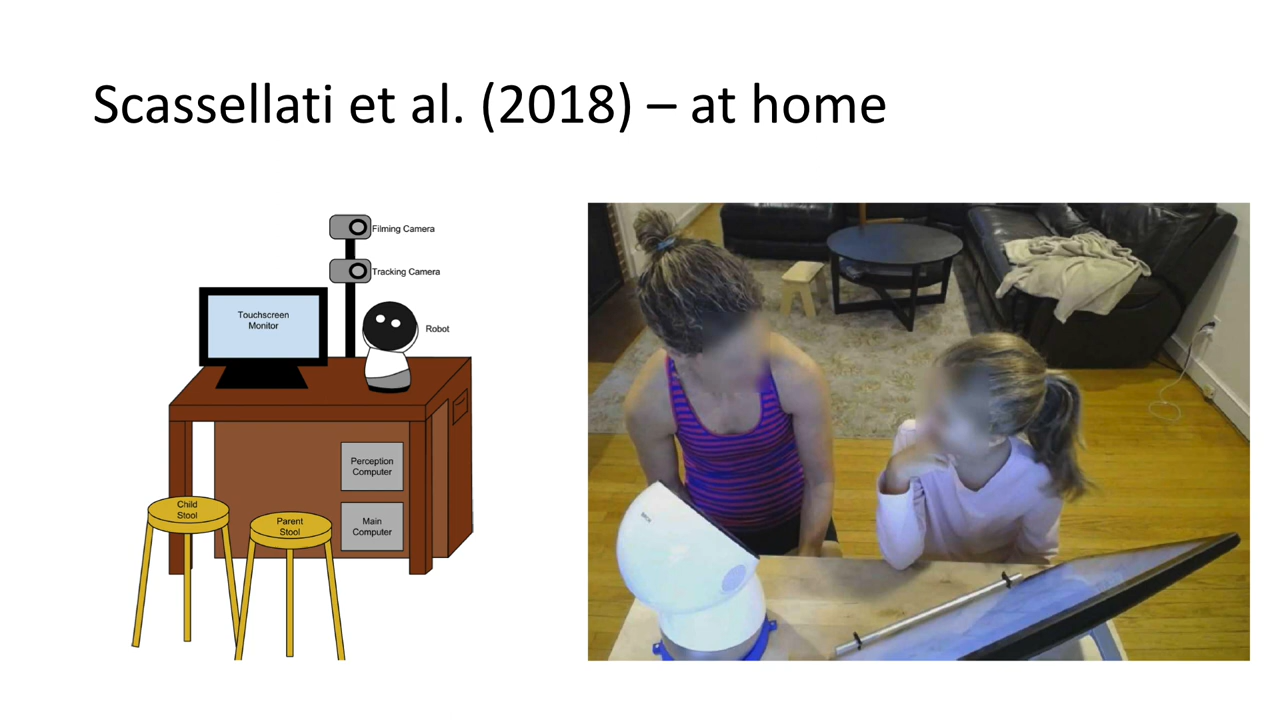 Scassellati et al. (2018) – at home
Filming Camera
Tracking Camera
Touchscreen
Monitor
Robot
Perception
Computer
Main
Computer
Child
Stool
Parent
Stool